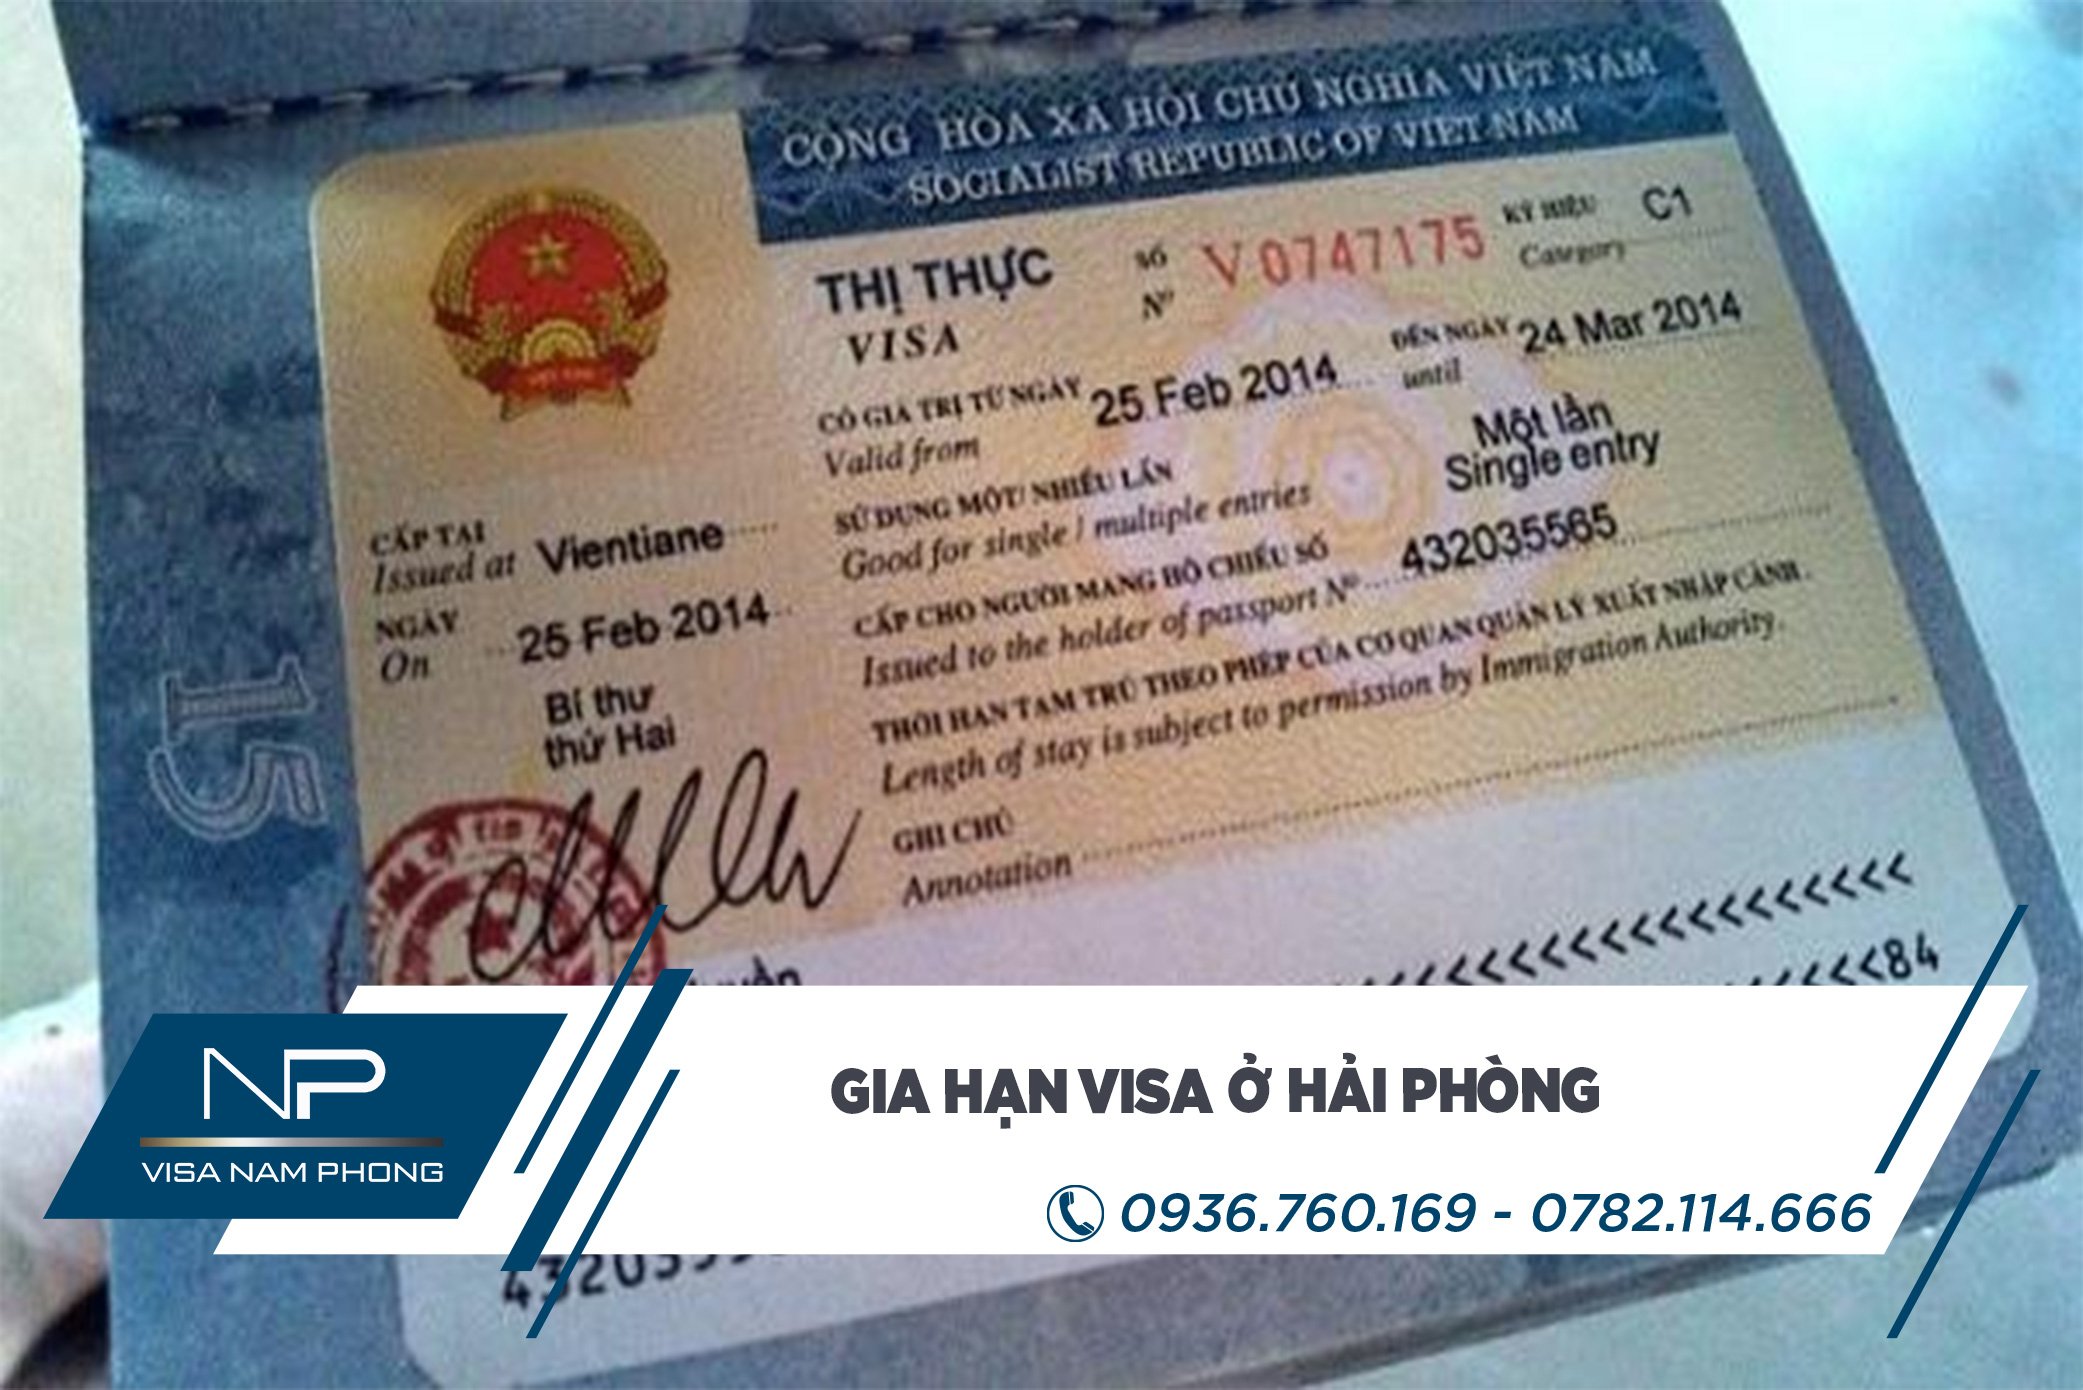 CỘNG HÒA XÃ HỘI CHỦ NGHĨA VIỆT NAM
SOCIALIST REPUBLIC OF VIET NAM
THỊ THỰC
VISA
SỐ
Nº V 0747175
KÝ HIỆU
Category C1
CÓ GIÁ TRỊ TỪ NGÀY
Valid from 25 Feb 2014
ĐẾN NGÀY
until 24 Mar 2014
SỬ DỤNG MỘT/ NHIỀU LẦN
Good for single / multiple entries
Một lần
Single entry
CẤP CHO NGƯỜI MANG HỘ CHIẾU SỐ
Issued to the holder of passport Nº 432035565
THỜI HẠN TẠM TRÚ THEO PHÉP CỦA CƠ QUAN QUẢN LÝ XUẤT NHẬP CẢNH.
Length of stay is subject to permission by Immigration Authority.
GHI CHÚ
Annotation
CẤP TẠI
Issued at Vientiane
NGÀY
On 25 Feb 2014
Bí thư
thứ Hai
15
<<<<<<<<<<<<<<<<<<<
<<<<<84
NP
VISA NAM PHONG
GIA HẠN VISA Ở HẢI PHÒNG
0936.760.169 - 0782.114.666